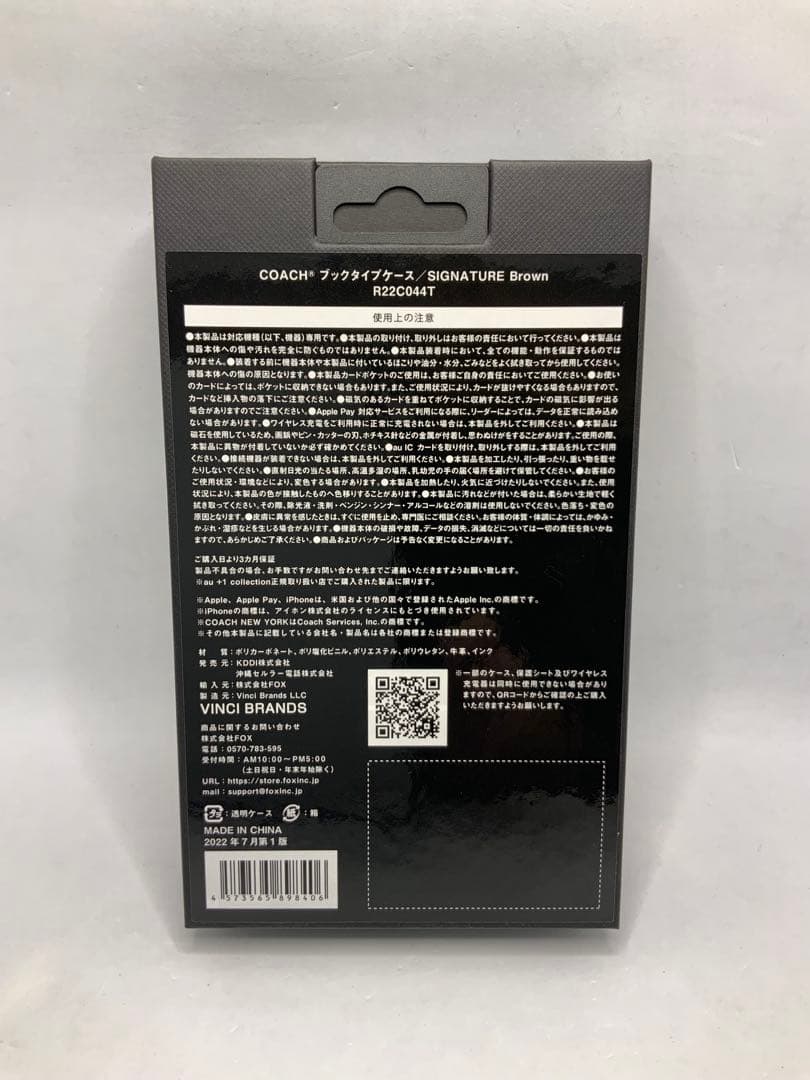 COACH® ブックタイプケース／SIGNATURE Brown
R22C044T
使用上の注意
●本製品は対応機種(以下、機器)専用です。●本製品の取り付け、取り外しはお客様の責任において行ってください。●本製品は
機器本体への傷や汚れを完全に防ぐものではありません。●本製品装着時において、全ての機能・動作を保証するものでは
ありません。●装着する前に機器本体や本製品に付いているほこりや油分・水分、ごみなどをよく拭き取ってから使用してください。
機器本体への傷の原因となります。●本製品カードポケットのご使用は、お客様ご自身の責任においてご使用ください。●お使い
のカードによっては、ポケットに収納できない場合もあります。また、ご使用状況により、カードが抜けやすくなる場合もありますので、
カードなど挿入物の落下にご注意ください。●磁気のあるカードを重ねてポケットに収納することで、カードの磁気に影響が出る
場合がありますのでご注意ください。●Apple Pay 対応サービスをご利用になる際に、リーダーによっては、データを正常に読み込め
ない場合があります。●ワイヤレス充電をご利用時に正常に充電されない場合は、本製品を外してご利用ください。●本製品は
磁石を使用しているため、画鋲やピン・カッターの刃、ホチキス針などの金属が付着し、思わぬけがをすることがあります。ご使用の際、
本製品に異物が付着していないか必ず確かめてください。●au IC カードを取り付け、取り外しする際は、本製品を外してご利用
ください。●接続機器が装着できない場合は、本製品を外してご利用ください。●本製品を加工したり、引っ張ったり、重い物を載せ
たりしないでください。●直射日光の当たる場所、高温多湿の場所、乳幼児の手の届く場所を避けて保管してください。●お客様の
ご使用状況・環境などにより、変色する場合があります。●本製品を加熱したり、火気に近づけたりしないでください。また、使用
状況により、本製品の色が接触したものへ色移りすることがあります。●本製品に汚れなどが付いた場合は、柔らかい生地で軽く
拭き取ってください。その際、除光液・洗剤・ベンジン・シンナー・アルコールなどの溶剤は使用しないでください。色落ち・変色の
原因となります。●皮膚に異常を感じたときは、すぐに使用を止め、専門医にご相談ください。お客様の体質・体調によっては、かゆみ・
かぶれ・湿疹などを生じる場合があります。●機器本体の破損や故障、データの損失、消滅などについては一切の責任を負いかね
ますので、あらかじめご了承ください。●商品およびパッケージは予告なく変更になることがあります。
ご購入日より3カ月保証
製品不具合の場合、お手数ですがお問い合わせ先までご連絡いただきますようお願い致します。
※au +1 collection正規取り扱い店でご購入された製品に限ります。
※Apple、Apple Pay、iPhoneは、米国および他の国々で登録されたApple Inc.の商標です。
※iPhoneの商標は、アイホン株式会社のライセンスにもとづき使用されています。
※COACH NEW YORKはCoach Services, Inc.の商標です。
※その他本製品に記載している会社名・製品名は各社の商標または登録商標です。
材 質：ポリカーボネート、ポリ塩化ビニル、ポリエステル、ポリウレタン、牛革、インク
発 売 元：KDDI株式会社
沖縄セルラー電話株式会社
輸 入 元：株式会社FOX
製 造 元：Vinci Brands LLC
VINCI BRANDS
※一部のケース、保護シート及びワイヤレス
充電器は同時に使用できない場合があり
ますので、QRコードからご確認の上ご購入
いただきますようお願いします。
商品に関するお問い合わせ
株式会社FOX
電話：0570-783-595
受付時間：AM10:00〜PM5:00
(土日祝日・年末年始除く)
URL：https://store.foxinc.jp/
mail：support@foxinc.jp
プラ：透明ケース 紙：箱
MADE IN CHINA
2022年7月第1版
4 573565 898406